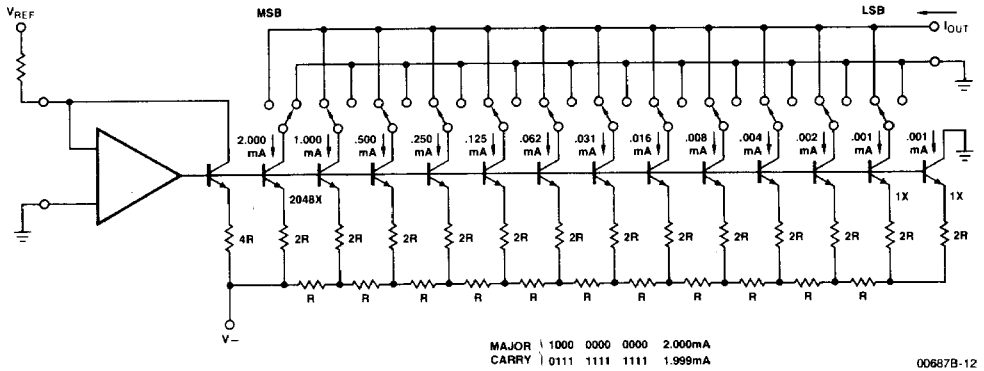 MSB LSB
VREF
IOUT
2.000 mA 1.000 mA .500 mA .250 mA .125 mA .062 mA .031 mA .016 mA .008 mA .004 mA .002 mA .001 mA .001 mA
2048X 1X 1X
4R 2R 2R 2R 2R 2R 2R 2R 2R 2R 2R 2R 2R 2R
R R R R R R R R R R R
V–
MAJOR 1000 0000 0000 2.000mA
CARRY 0111 1111 1111 1.999mA
00687B-12